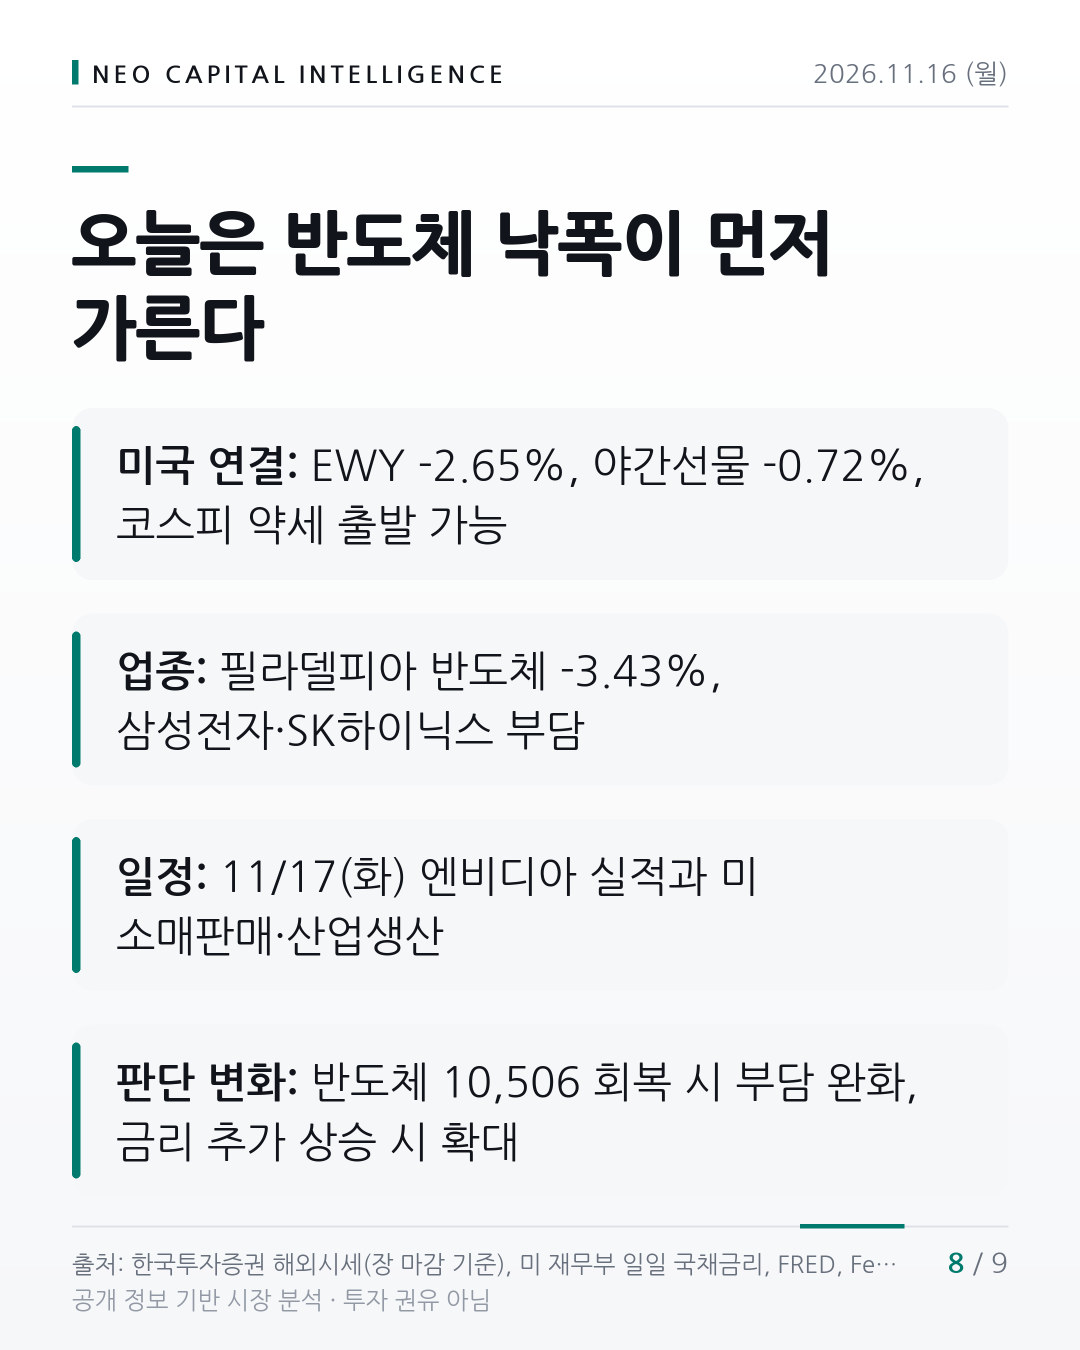 NEO CAPITAL INTELLIGENCE
2026.11.16 (월)
오늘은 반도체 낙폭이 먼저
가른다
미국 연결: EWY -2.65%, 야간선물 -0.72%,
코스피 약세 출발 가능
업종: 필라델피아 반도체 -3.43%,
삼성전자·SK하이닉스 부담
일정: 11/17(화) 엔비디아 실적과 미
소매판매·산업생산
판단 변화: 반도체 10,506 회복 시 부담 완화,
금리 추가 상승 시 확대
출처: 한국투자증권 해외시세(장 마감 기준), 미 재무부 일일 국채금리, FRED, Fe…
8 / 9
공개 정보 기반 시장 분석 · 투자 권유 아님